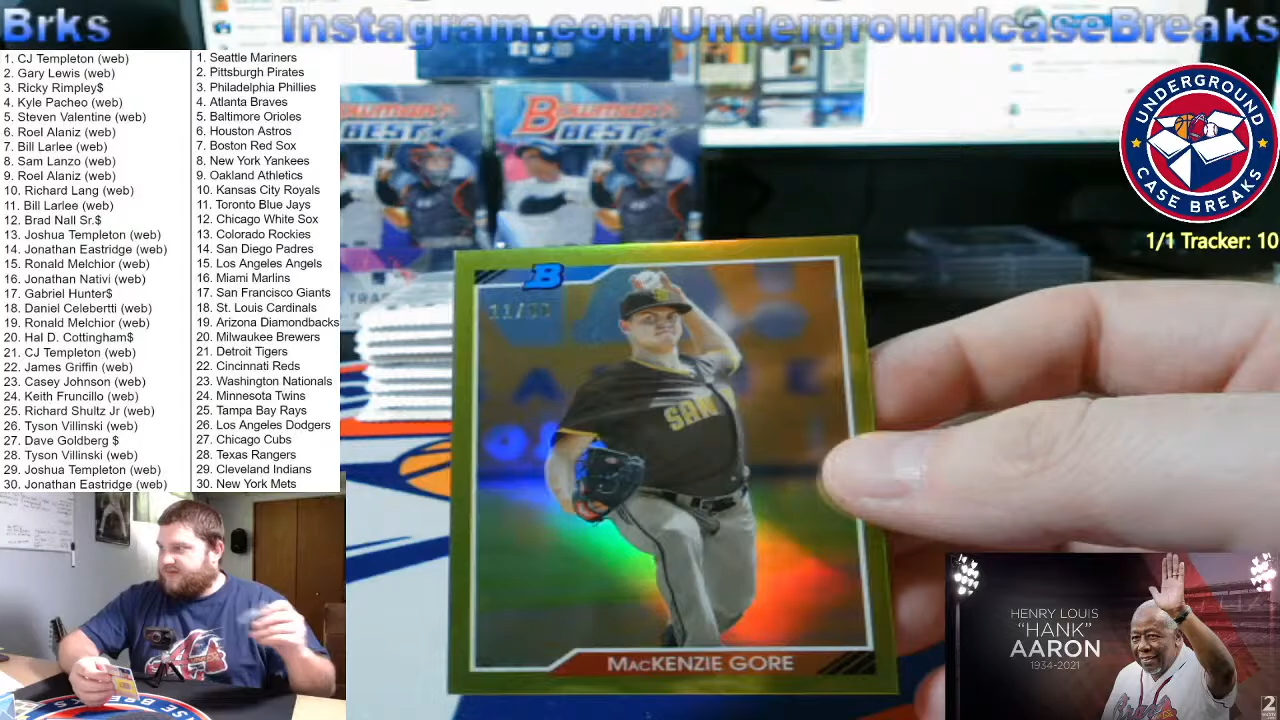 Brks
Instagram.com/UndergroundcaseBreaks
1. CJ Templeton (web)
2. Gary Lewis (web)
3. Ricky Rimpley$
4. Kyle Pacheo (web)
5. Steven Valentine (web)
6. Roel Alaniz (web)
7. Bill Larlee (web)
8. Sam Lanzo (web)
9. Roel Alaniz (web)
10. Richard Lang (web)
11. Bill Larlee (web)
12. Brad Nall Sr.$
13. Joshua Templeton (web)
14. Jonathan Eastridge (web)
15. Ronald Melchior (web)
16. Jonathan Nativi (web)
17. Gabriel Hunter$
18. Daniel Celebertti (web)
19. Ronald Melchior (web)
20. Hal D. Cottingham$
21. CJ Templeton (web)
22. James Griffin (web)
23. Casey Johnson (web)
24. Keith Fruncillo (web)
25. Richard Shultz Jr (web)
26. Tyson Villinski (web)
27. Dave Goldberg $
28. Tyson Villinski (web)
29. Joshua Templeton (web)
30. Jonathan Eastridge (web)
1. Seattle Mariners
2. Pittsburgh Pirates
3. Philadelphia Phillies
4. Atlanta Braves
5. Baltimore Orioles
6. Houston Astros
7. Boston Red Sox
8. New York Yankees
9. Oakland Athletics
10. Kansas City Royals
11. Toronto Blue Jays
12. Chicago White Sox
13. Colorado Rockies
14. San Diego Padres
15. Los Angeles Angels
16. Miami Marlins
17. San Francisco Giants
18. St. Louis Cardinals
19. Arizona Diamondbacks
20. Milwaukee Brewers
21. Detroit Tigers
22. Cincinnati Reds
23. Washington Nationals
24. Minnesota Twins
25. Tampa Bay Rays
26. Los Angeles Dodgers
27. Chicago Cubs
28. Texas Rangers
29. Cleveland Indians
30. New York Mets
BOWMAN'S
BEST
BOWMAN'S
BEST
UNDERGROUND
CASE BREAKS
1/1 Tracker: 10
B
SAN
MACKENZIE GORE
HENRY LOUIS
"HANK"
AARON
1934-2021
2